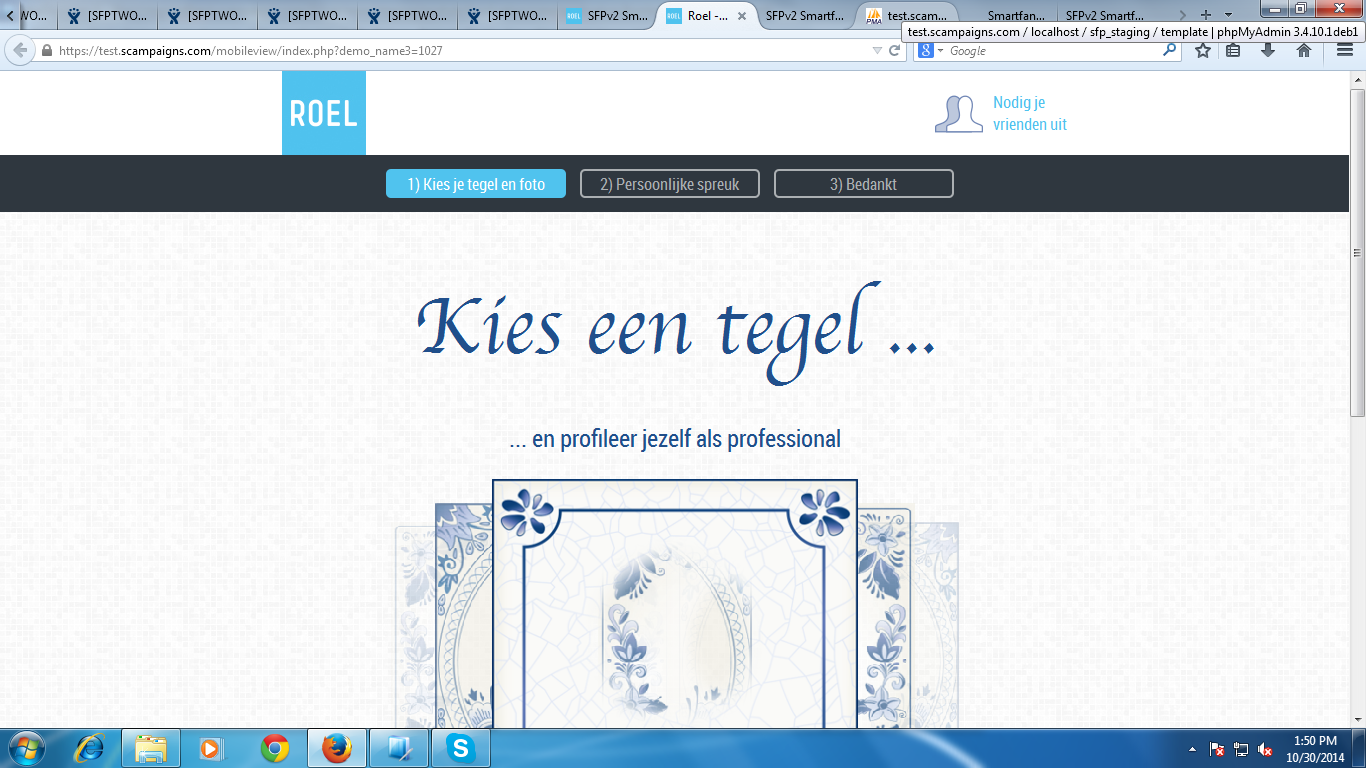 WO...
[SFPTWO...
[SFPTWO...
[SFPTWO...
[SFPTWO...
[SFPTWO...
SFPv2 Sm...
Roel -...
SFPv2 Smartf...
test.scam...
Smartfan...
SFPv2 Smartf...
test.scampaigns.com / localhost / sfp_staging / template | phpMyAdmin 3.4.10.1deb1
https://test.scampaigns.com/mobileview/index.php?demo_name3=1027
Google
ROEL
Nodig je
vrienden uit
1) Kies je tegel en foto
2) Persoonlijke spreuk
3) Bedankt
Kies een tegel ...
... en profileer jezelf als professional
1:50 PM
10/30/2014